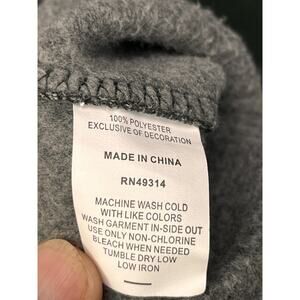 100% POLYESTER
EXCLUSIVE OF DECORATION
MADE IN CHINA
RN49314
MACHINE WASH COLD
WITH LIKE COLORS
WASH GARMENT IN-SIDE OUT
USE ONLY NON-CHLORINE
BLEACH WHEN NEEDED
TUMBLE DRY LOW
LOW IRON